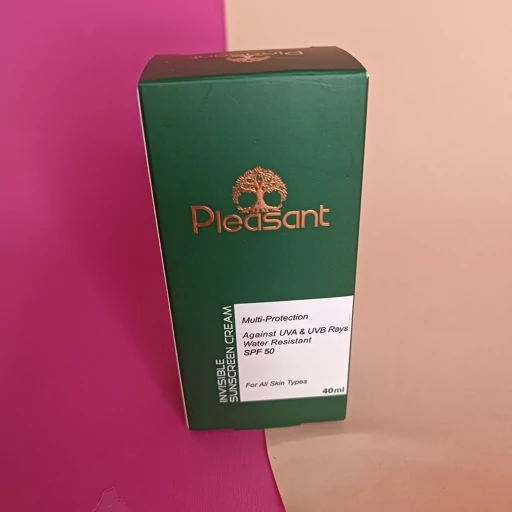 Pleasant
Pleasant
INVISIBLE
SUNSCREEN CREAM
Multi-Protection
Against UVA & UVB Rays
Water Resistant
SPF 50
For All Skin Types
40ml